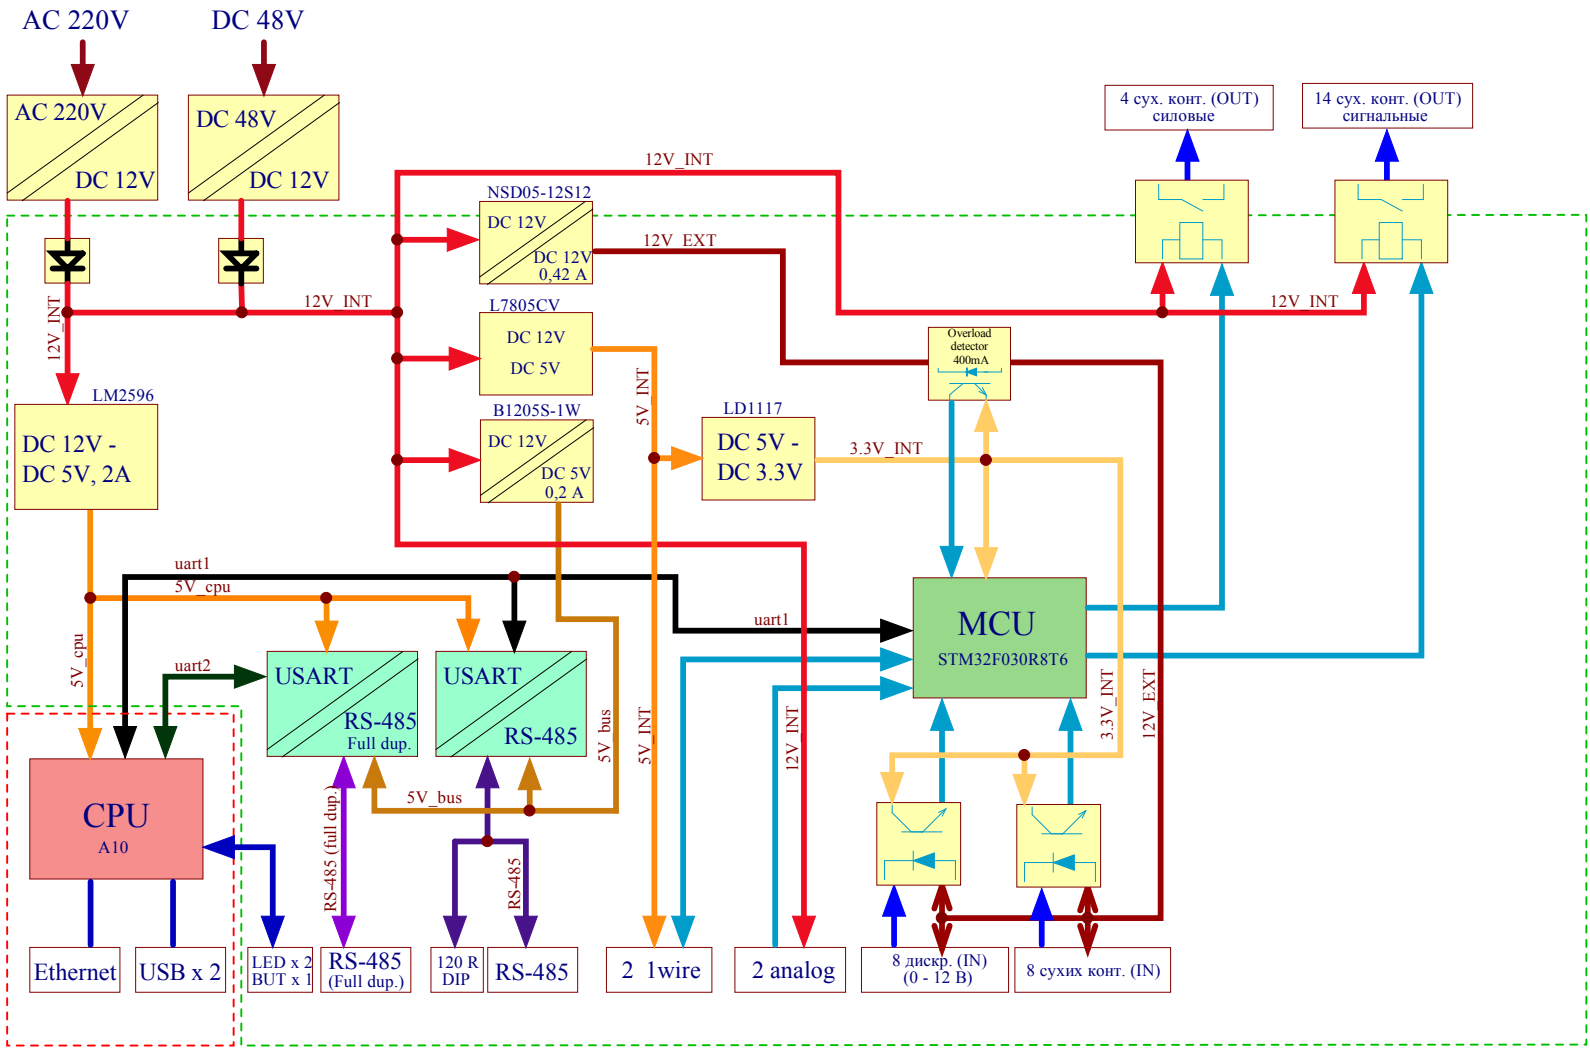 AC 220V
DC 48V
AC 220V
DC 12V
DC 48V
DC 12V
4 сух. конт. (OUT)
силовые
14 сух. конт. (OUT)
сигнальные
12V_INT
NSD05-12S12
DC 12V
DC 12V
0,42 A
12V_EXT
12V_INT
12V_INT
12V_INT
L7805CV
DC 12V
DC 5V
Overload
detector
400mA
LM2596
DC 12V -
DC 5V, 2A
B1205S-1W
DC 12V
DC 5V
0,2 A
5V_INT
LD1117
DC 5V -
DC 3.3V
3.3V_INT
uart1
5V_cpu
5V_cpu
uart2
uart1
USART
RS-485
Full dup.
USART
RS-485
MCU
STM32F030R8T6
5V_bus
5V_INT
12V_INT
3.3V_INT
12V_EXT
5V_bus
CPU
A10
RS-485 (full dup.)
RS-485
Ethernet
USB x 2
LED x 2
BUT x 1
RS-485
(Full dup.)
120 R
DIP
RS-485
2 1wire
2 analog
8 дискр. (IN)
(0 - 12 В)
8 сухих конт. (IN)